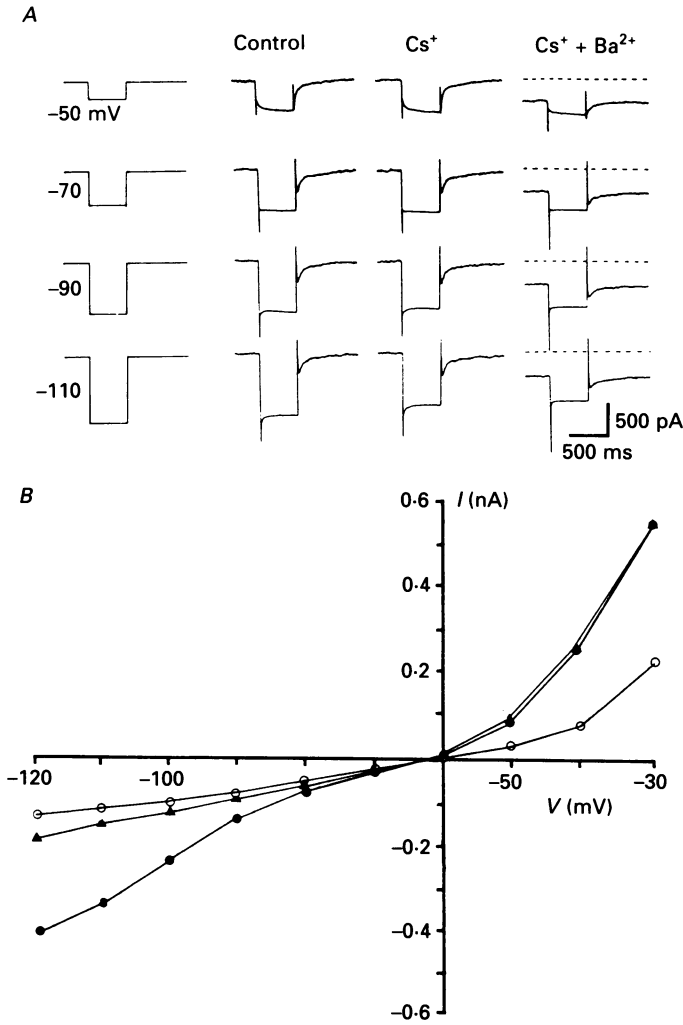 A
Control Cs⁺ Cs⁺ + Ba²⁺
−50 mV
−70
−90
−110
500 pA
500 ms
B
0·6 I (nA)
0·4
0·2
−120 −100 −50 −30
V (mV)
−0·2
−0·4
−0·6